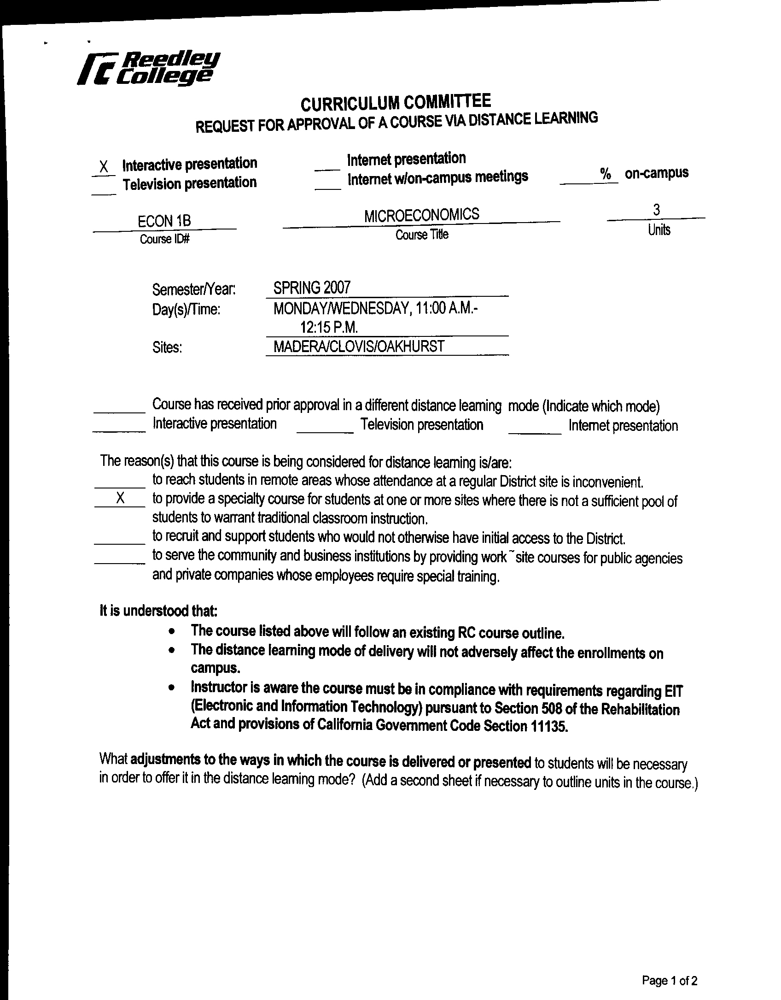 rc Reedley
College
CURRICULUM COMMITTEE
REQUEST FOR APPROVAL OF A COURSE VIA DISTANCE LEARNING
X Interactive presentation ___ Internet presentation
___ Television presentation ___ Internet w/on-campus meetings ______% on-campus
ECON 1B MICROECONOMICS 3
Course ID# Course Title Units
Semester/Year: SPRING 2007
Day(s)/Time: MONDAY/WEDNESDAY, 11:00 A.M.-
12:15 P.M.
Sites: MADERA/CLOVIS/OAKHURST
______ Course has received prior approval in a different distance learning mode (Indicate which mode)
______ Interactive presentation ______ Television presentation ______ Internet presentation
The reason(s) that this course is being considered for distance learning is/are:
______ to reach students in remote areas whose attendance at a regular District site is inconvenient.
X to provide a specialty course for students at one or more sites where there is not a sufficient pool of
students to warrant traditional classroom instruction.
______ to recruit and support students who would not otherwise have initial access to the District.
______ to serve the community and business institutions by providing work ~ site courses for public agencies
and private companies whose employees require special training.
It is understood that:
• The course listed above will follow an existing RC course outline.
• The distance learning mode of delivery will not adversely affect the enrollments on
campus.
• Instructor is aware the course must be in compliance with requirements regarding EIT
(Electronic and Information Technology) pursuant to Section 508 of the Rehabilitation
Act and provisions of California Government Code Section 11135.
What adjustments to the ways in which the course is delivered or presented to students will be necessary
in order to offer it in the distance learning mode? (Add a second sheet if necessary to outline units in the course.)
Page 1 of 2